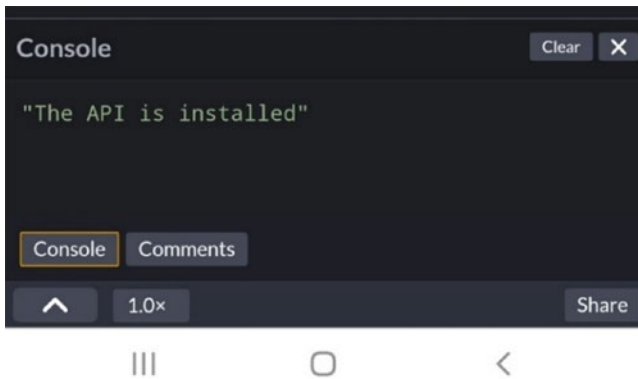 Console
Clear X
"The API is installed"
Console Comments
1.0× Share